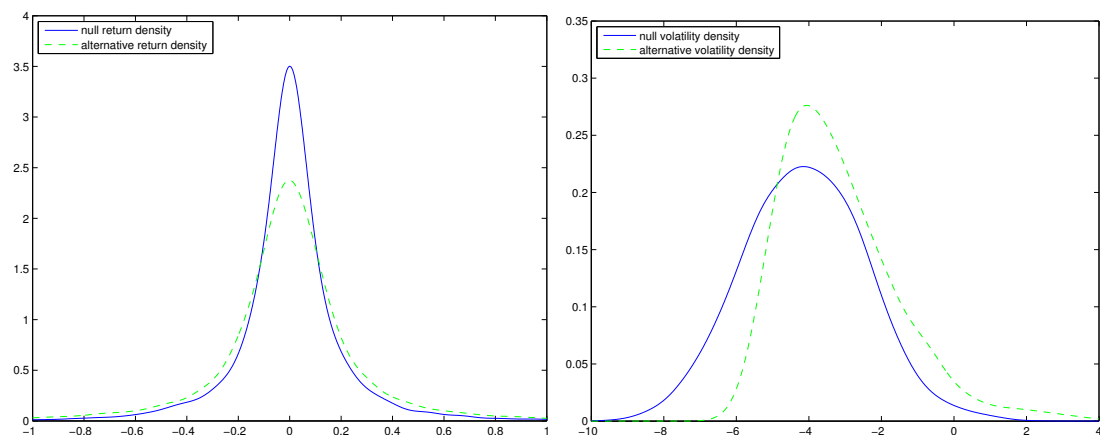 null return density
alternative return density
4
3.5
3
2.5
2
1.5
1
0.5
0
−1 −0.8 −0.6 −0.4 −0.2 0 0.2 0.4 0.6 0.8 1
null volatility density
alternative volatility density
0.35
0.3
0.25
0.2
0.15
0.1
0.05
0
−10 −8 −6 −4 −2 0 2 4